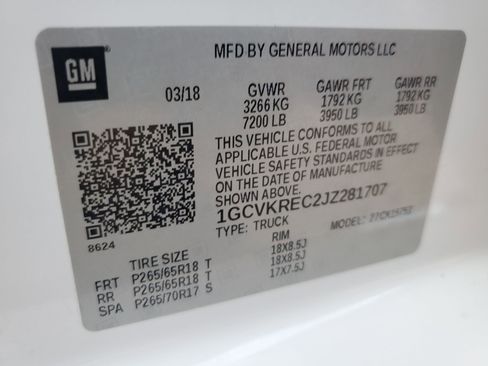 GM
MFD BY GENERAL MOTORS LLC
03/18 GVWR GAWR FRT GAWR RR
3266 KG 1792 KG 1792 KG
7200 LB 3950 LB 3950 LB
THIS VEHICLE CONFORMS TO ALL
APPLICABLE U.S. FEDERAL MOTOR
VEHICLE SAFETY STANDARDS IN EFFECT
ON THE DATE OF MANUFACTURE
SHOWN ABOVE.
1GCVKREC2JZ281707
8624
TYPE: TRUCK MODEL:
TIRE SIZE RIM
FRT P265/65R18 T 18X8.5J
RR P265/65R18 T 18X8.5J
SPA P265/70R17 S 17X7.5J